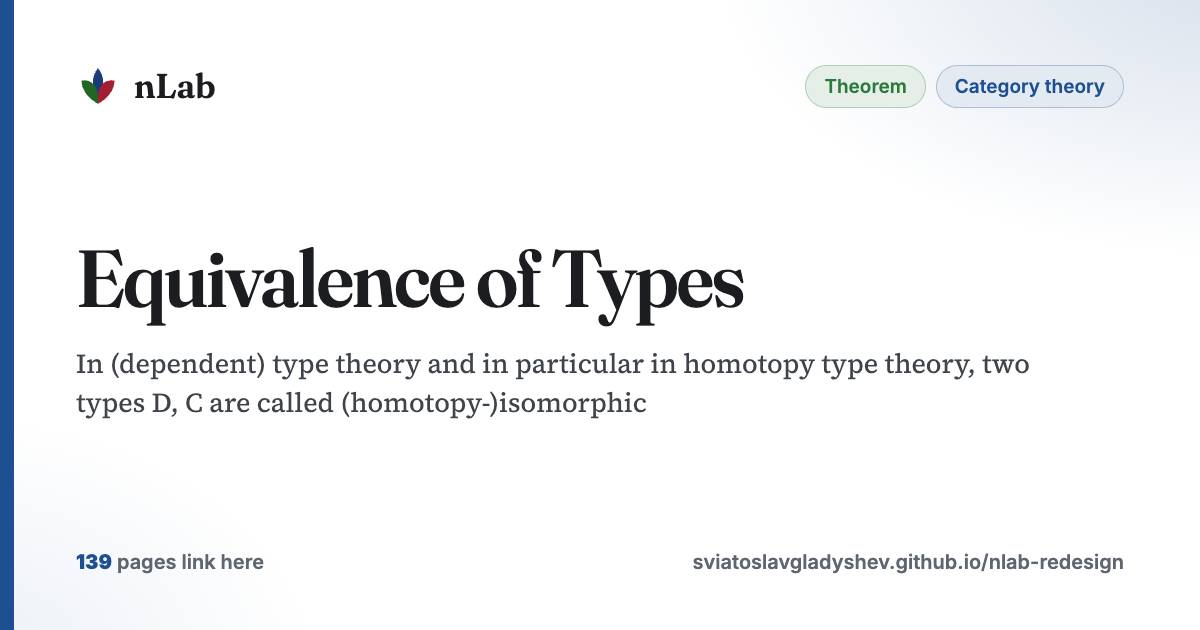 nLab
Theorem
Category theory
Equivalence of Types
In (dependent) type theory and in particular in homotopy type theory, two
types D, C are called (homotopy-)isomorphic
139 pages link here
sviatoslavgladyshev.github.io/nlab-redesign